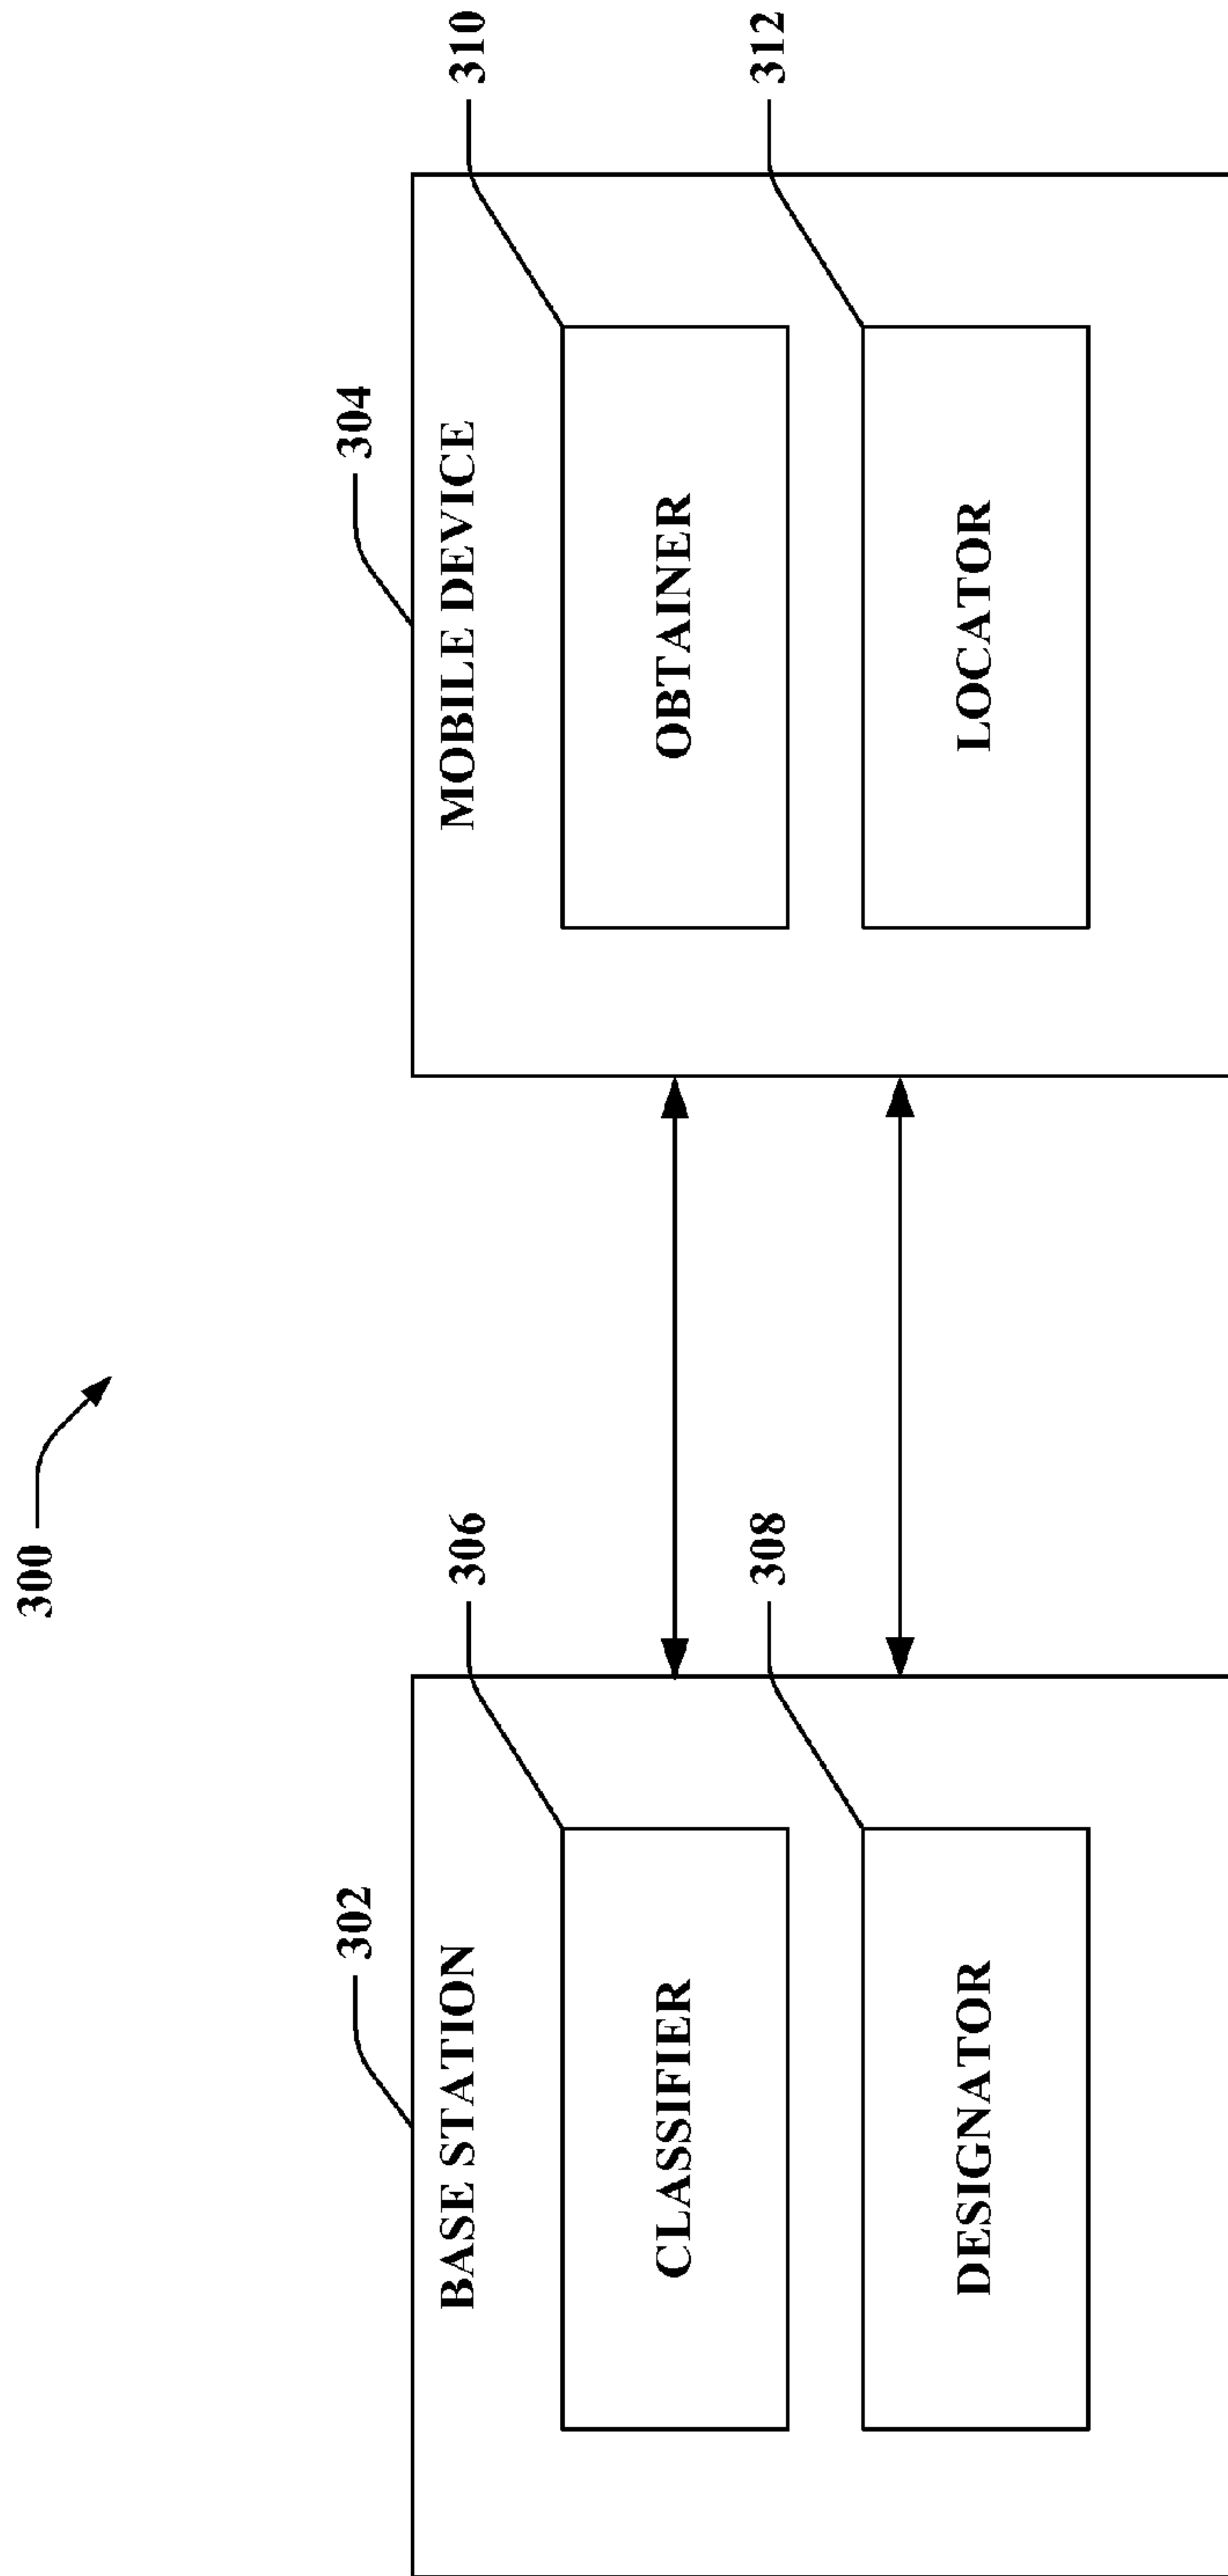 300
302
BASE STATION
306
CLASSIFIER
308
DESIGNATOR
304
MOBILE DEVICE
310
OBTAINER
312
LOCATOR